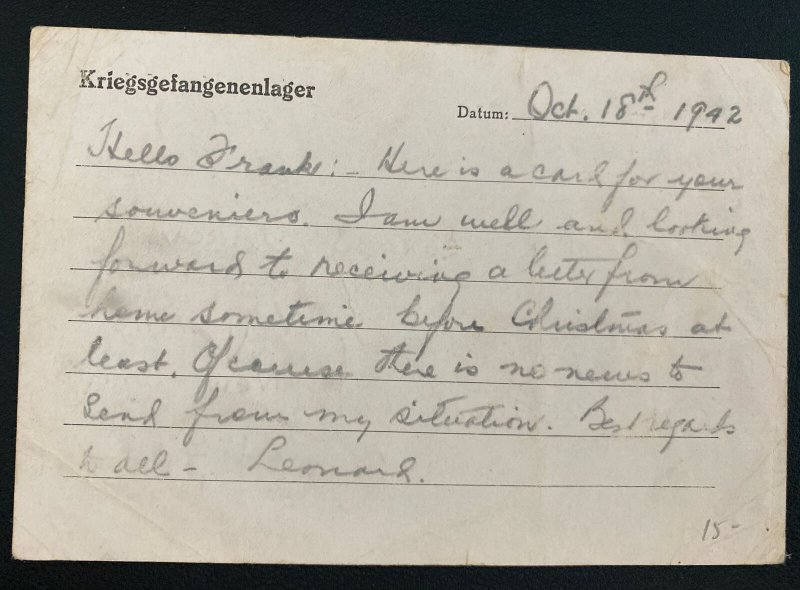 Kriegsgefangenenlager
Datum: Oct. 18th 1942
Hello Frank:- Here is a card for your
souveniers. I am well and looking
forward to receiving a letter from
home sometime before Christmas at
least. Of course there is no news to
send from my situation. Best regards
to all - Leonard.
15-